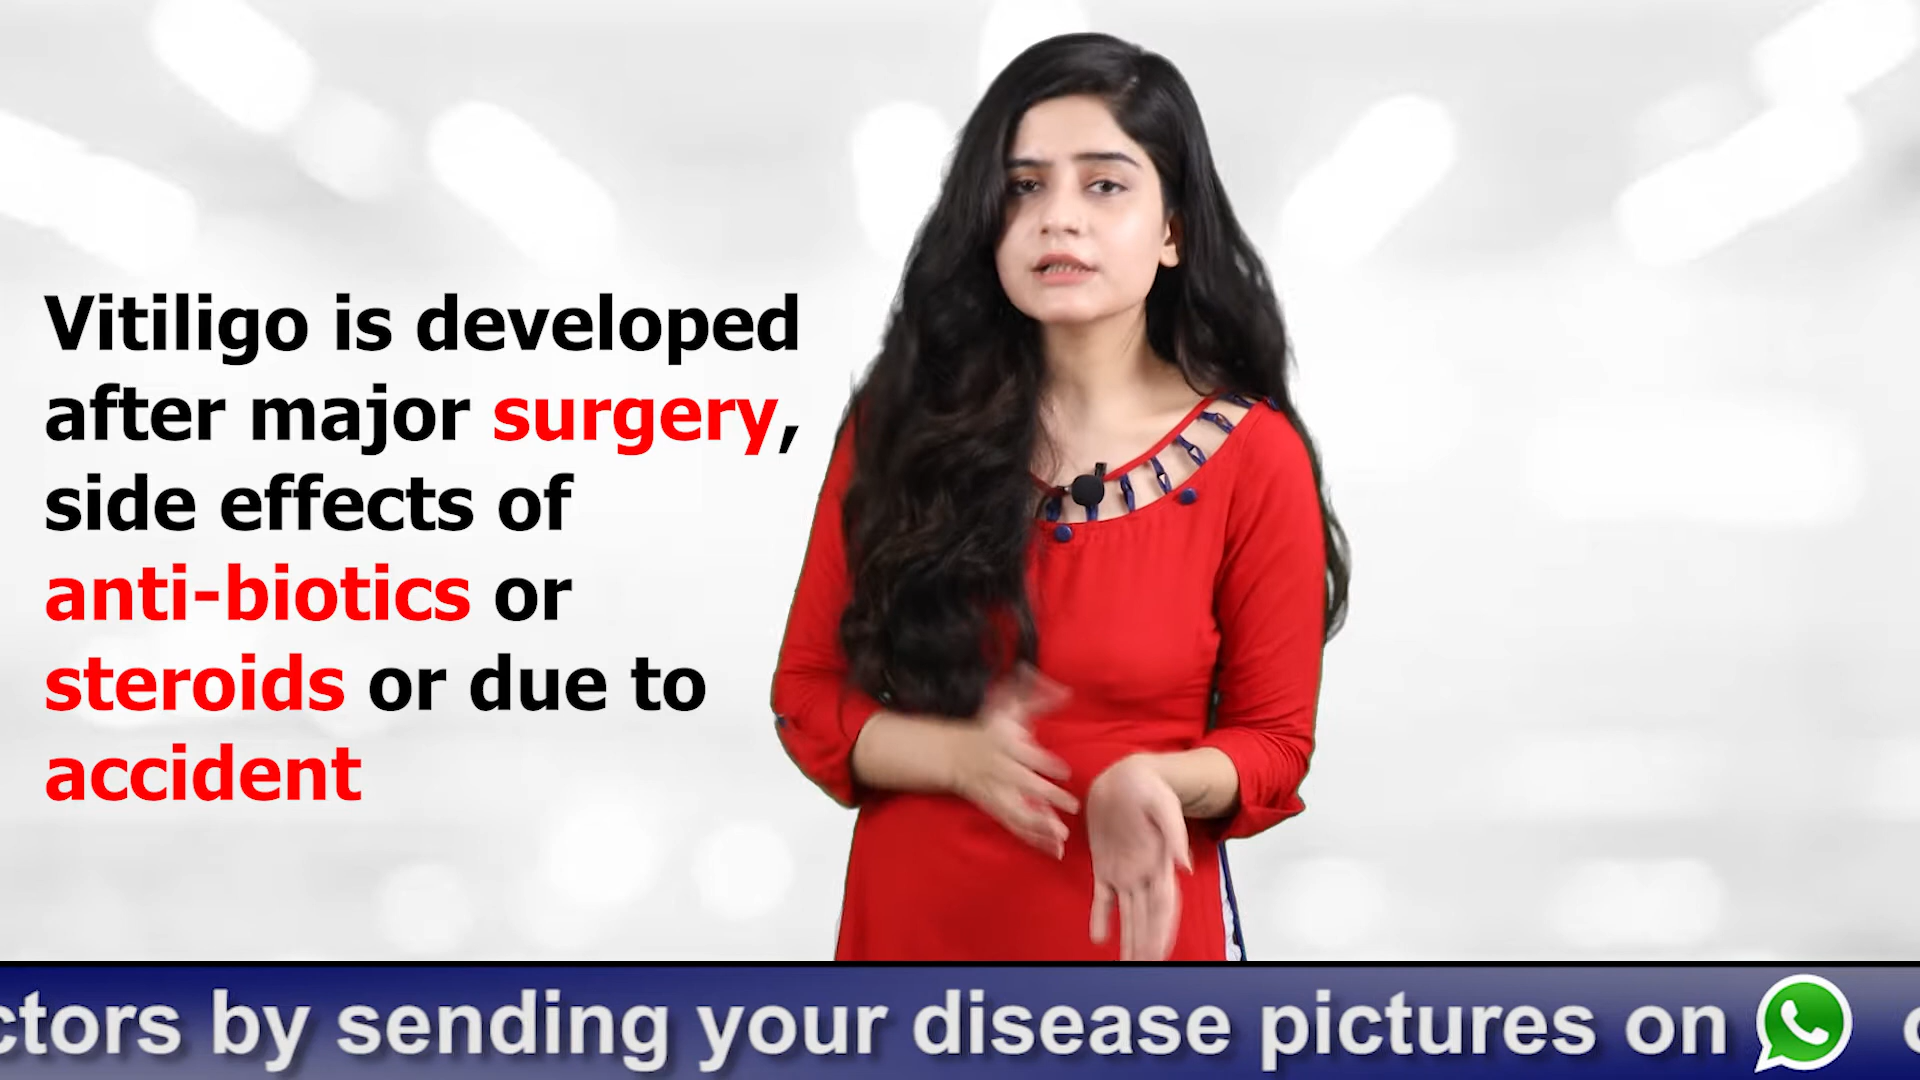 Vitiligo is developed
after major surgery,
side effects of
anti-biotics or
steroids or due to
accident
ctors by sending your disease pictures on